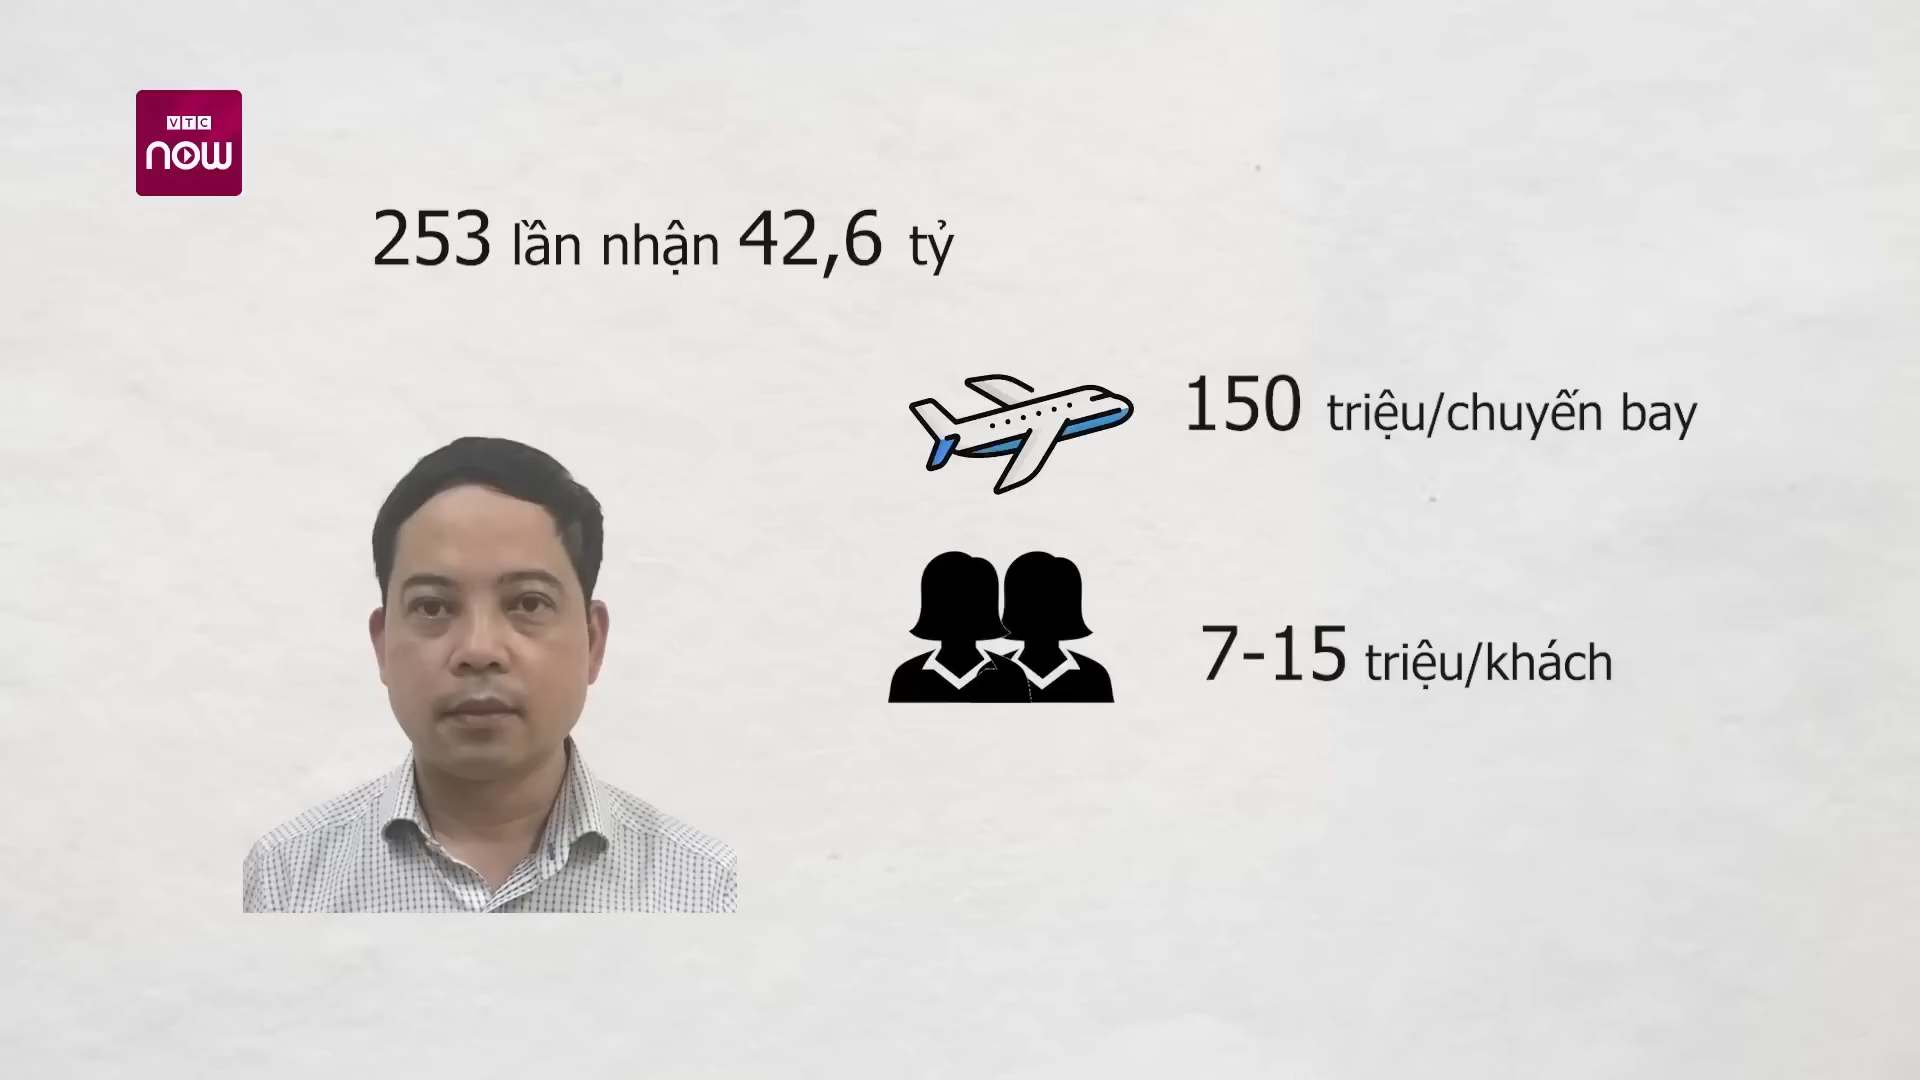 VTC
now
253 lần nhận 42,6 tỷ
150 triệu/chuyến bay
7-15 triệu/khách